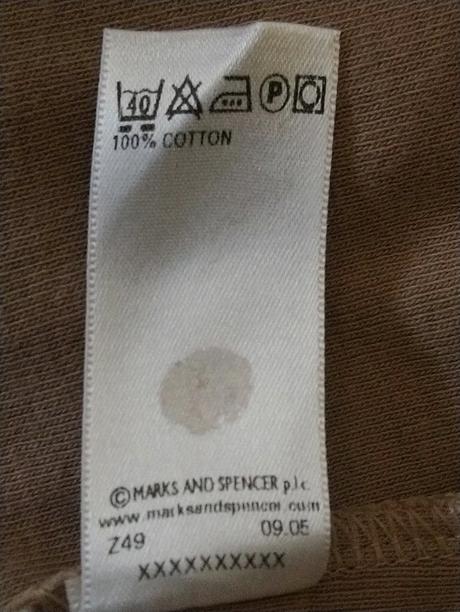 40 P
100% COTTON
©MARKS AND SPENCER p.l.c.
www.marksandspencer.com
Z49 09.05
XXXXXXXXXX